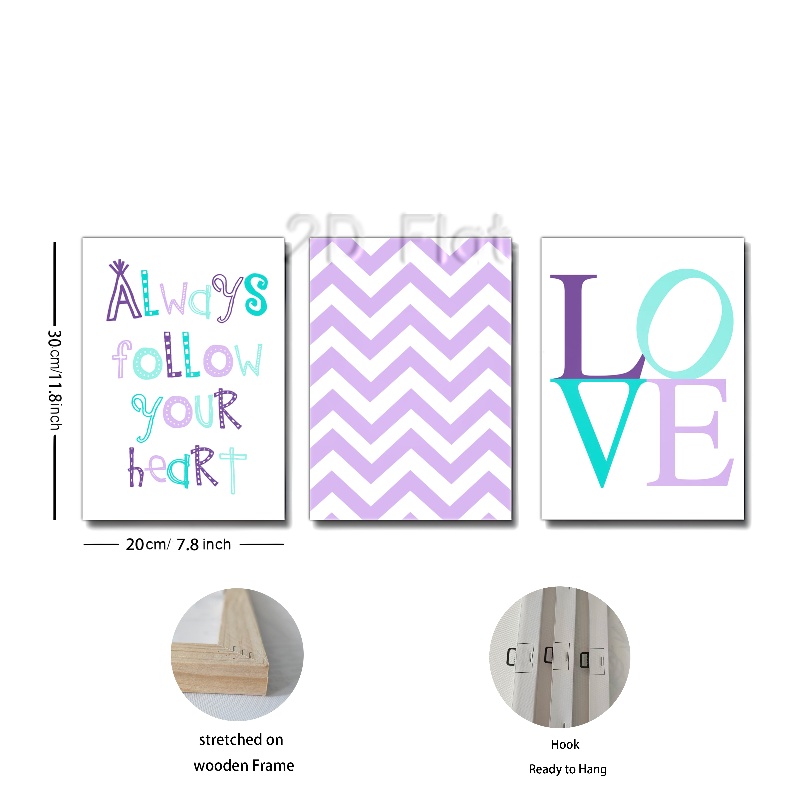 2D Flat
Always
follow
your
heart
LO
VE
30cm/11.8inch
20cm/ 7.8 inch
stretched on
wooden Frame
Hook
Ready to Hang